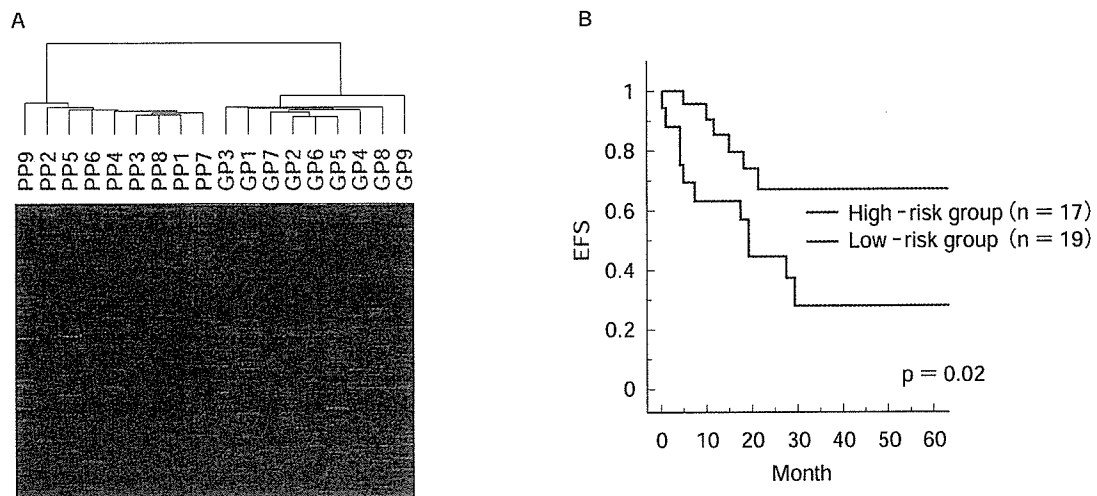 A
PP9 PP2 PP5 PP6 PP4 PP3 PP8 PP1 PP7 GP3 GP1 GP7 GP2 GP6 GP5 GP4 GP8 GP9
B
1
0.8
0.6
0.4
0.2
0
EFS
High-risk group (n = 17)
Low-risk group (n = 19)
p = 0.02
0 10 20 30 40 50 60
Month